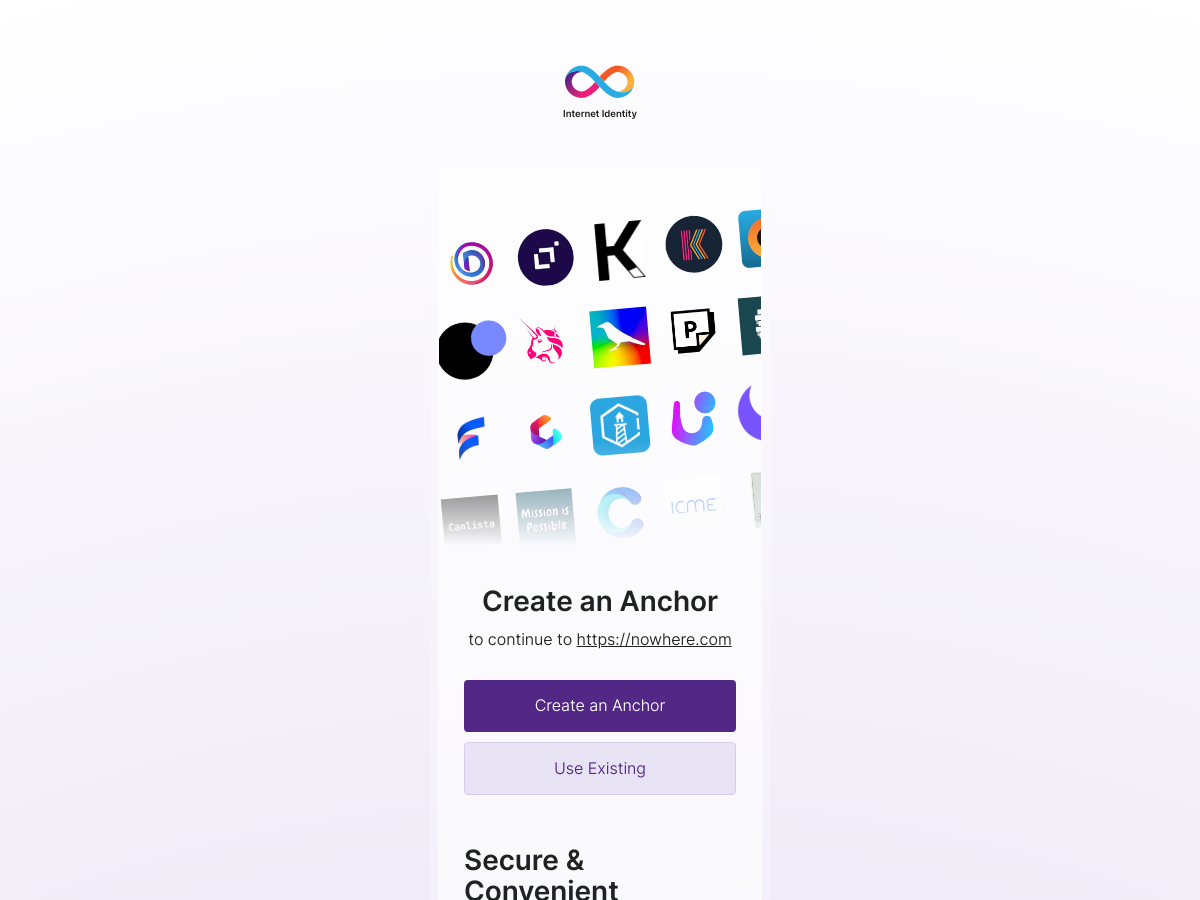 Internet Identity
K
P
Canlista
Mission is
Possible
ICME
Create an Anchor
to continue to https://nowhere.com
Create an Anchor
Use Existing
Secure &
Convenient